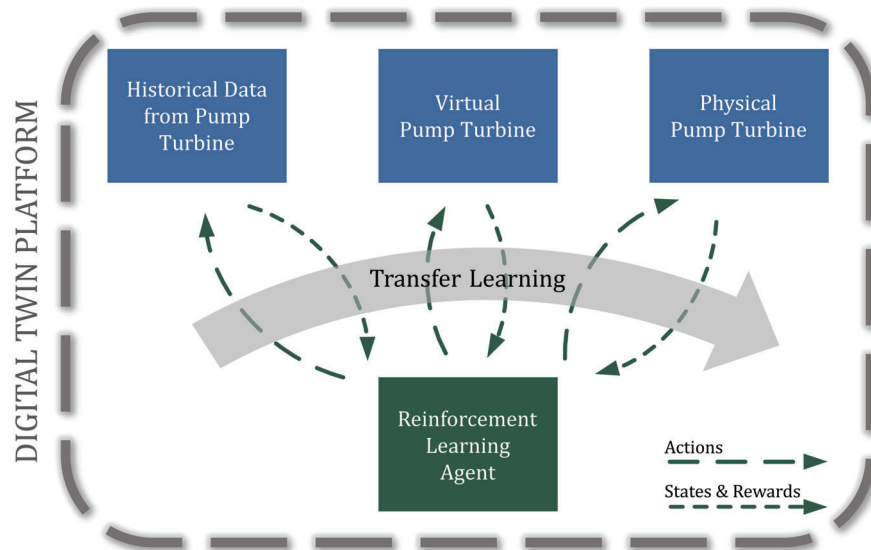 DIGITAL TWIN PLATFORM
Historical Data
from Pump
Turbine
Virtual
Pump Turbine
Physical
Pump Turbine
Transfer Learning
Reinforcement
Learning
Agent
Actions
States & Rewards